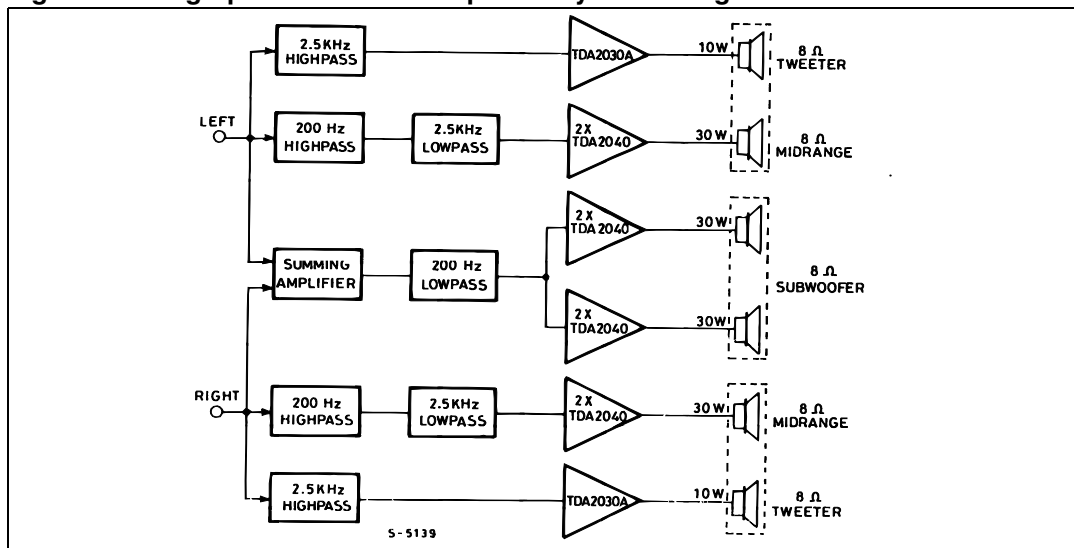 2.5KHz
HIGHPASS
TDA2030A
10W
8 Ω
TWEETER
LEFT
200 Hz
HIGHPASS
2.5KHz
LOWPASS
2X
TDA2040
30W
8 Ω
MIDRANGE
SUMMING
AMPLIFIER
200 Hz
LOWPASS
2X
TDA2040
30W
8 Ω
SUBWOOFER
2X
TDA2040
30W
RIGHT
200 Hz
HIGHPASS
2.5KHz
LOWPASS
2X
TDA2040
30W
8 Ω
MIDRANGE
2.5KHz
HIGHPASS
TDA2030A
10W
8 Ω
TWEETER
S-5139